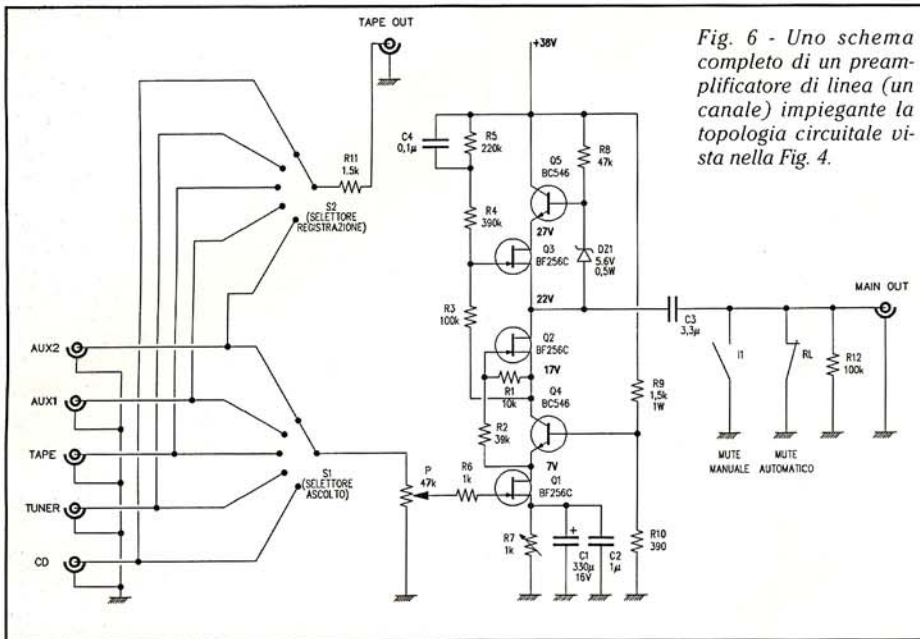 TAPE OUT
+38V
Fig. 6 - Uno schema
completo di un pream-
plificatore di linea (un
canale) impiegante la
topologia circuitale vi-
sta nella Fig. 4.
C4
0,1µ
R5
220k
R8
47k
Q5
BC546
R11
1.5k
S2
(SELETTORE
REGISTRAZIONE)
R4
390k
27V
Q3
BF256C
DZ1
5.6V
0,5W
MAIN OUT
R3
100k
22V
C3
3,3µ
AUX2
Q2
BF256C
17V
I1
RL
R12
100k
R1
10k
Q4
BC546
R9
1,5k
1W
AUX1
R2
39k
MUTE
MANUALE
MUTE
AUTOMATICO
TAPE
S1
(SELETTORE
ASCOLTO)
P
47k
R6
1k
7V
Q1
BF256C
TUNER
R7
1k
C1
330µ
16V
+
C2
1µ
R10
390
CD